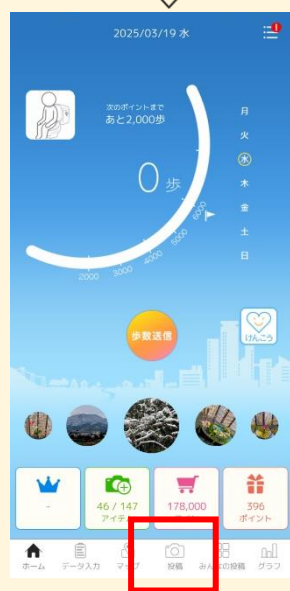 2025/03/19 水
次のポイントまで
あと2,000歩
0 歩
月
火
水
木
金
土
日
2000
3000
4000
5000
6000
歩数送信
けんこう
-
46 / 147
アイテ
178,000
396
ポイント
ホーム
データ入力
マップ
投稿
みんなの投稿
グラフ